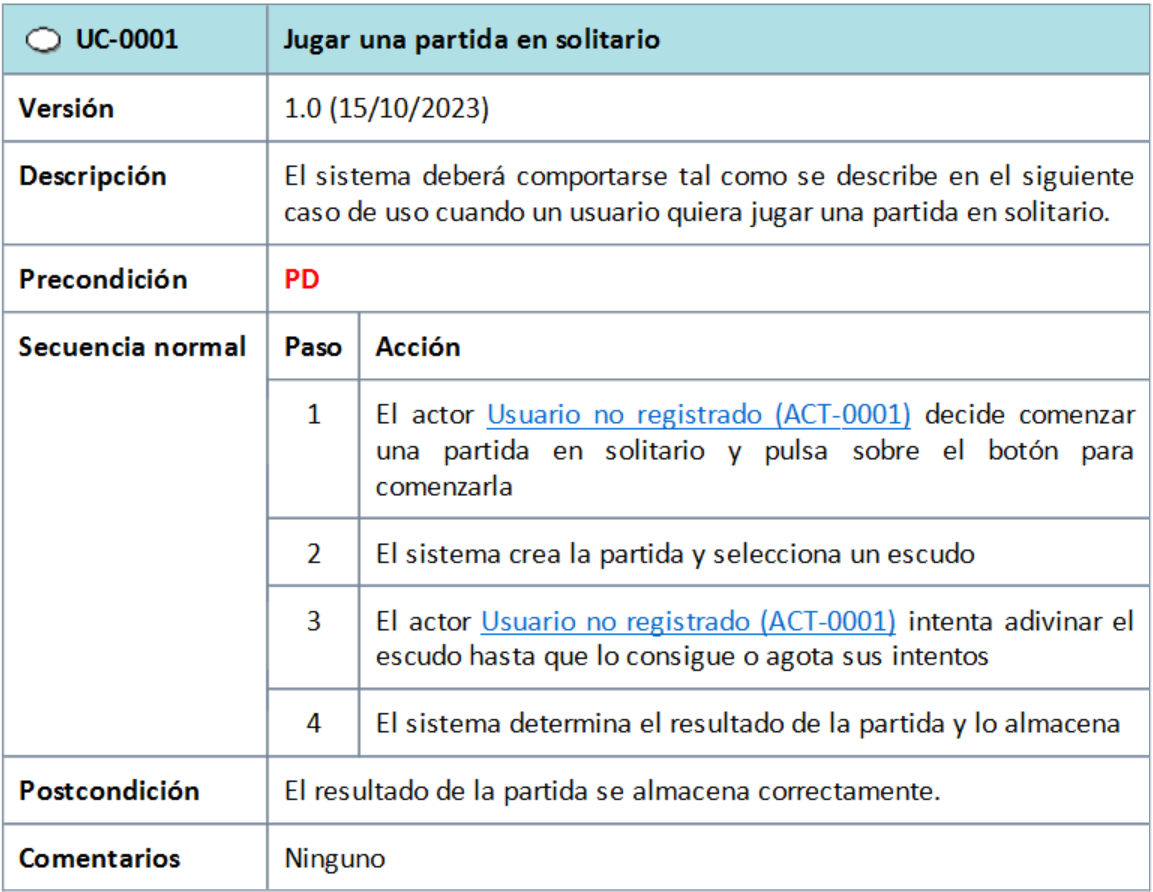 UC-0001 Jugar una partida en solitario
Versión 1.0 (15/10/2023)
Descripción El sistema deberá comportarse tal como se describe en el siguiente
caso de uso cuando un usuario quiera jugar una partida en solitario.
Precondición PD
Secuencia normal Paso Acción
1 El actor Usuario no registrado (ACT-0001) decide comenzar
una partida en solitario y pulsa sobre el botón para
comenzarla
2 El sistema crea la partida y selecciona un escudo
3 El actor Usuario no registrado (ACT-0001) intenta adivinar el
escudo hasta que lo consigue o agota sus intentos
4 El sistema determina el resultado de la partida y lo almacena
Postcondición El resultado de la partida se almacena correctamente.
Comentarios Ninguno